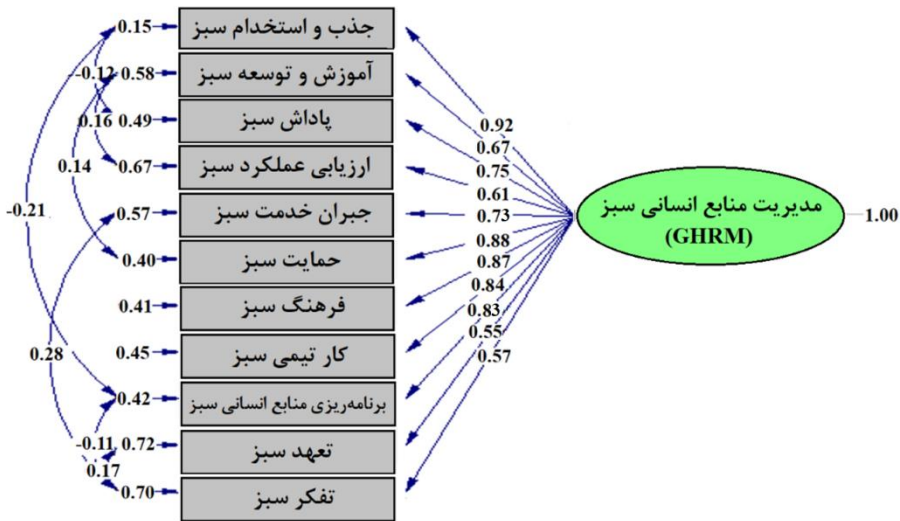 0.15 جذب و استخدام سبز
-0.12 0.58 آموزش و توسعه سبز
0.16 0.49 پاداش سبز
0.14 0.67 ارزیابی عملکرد سبز
-0.21 0.57 جبران خدمت سبز
0.40 حمایت سبز
0.41 فرهنگ سبز
0.28 0.45 کار تیمی سبز
0.42 برنامه‌ریزی منابع انسانی سبز
-0.11 0.72 تعهد سبز
0.17 0.70 تفکر سبز
0.92
0.67
0.75
0.61
0.73
0.88
0.87
0.84
0.83
0.55
0.57
مدیریت منابع انسانی سبز
(GHRM)
1.00